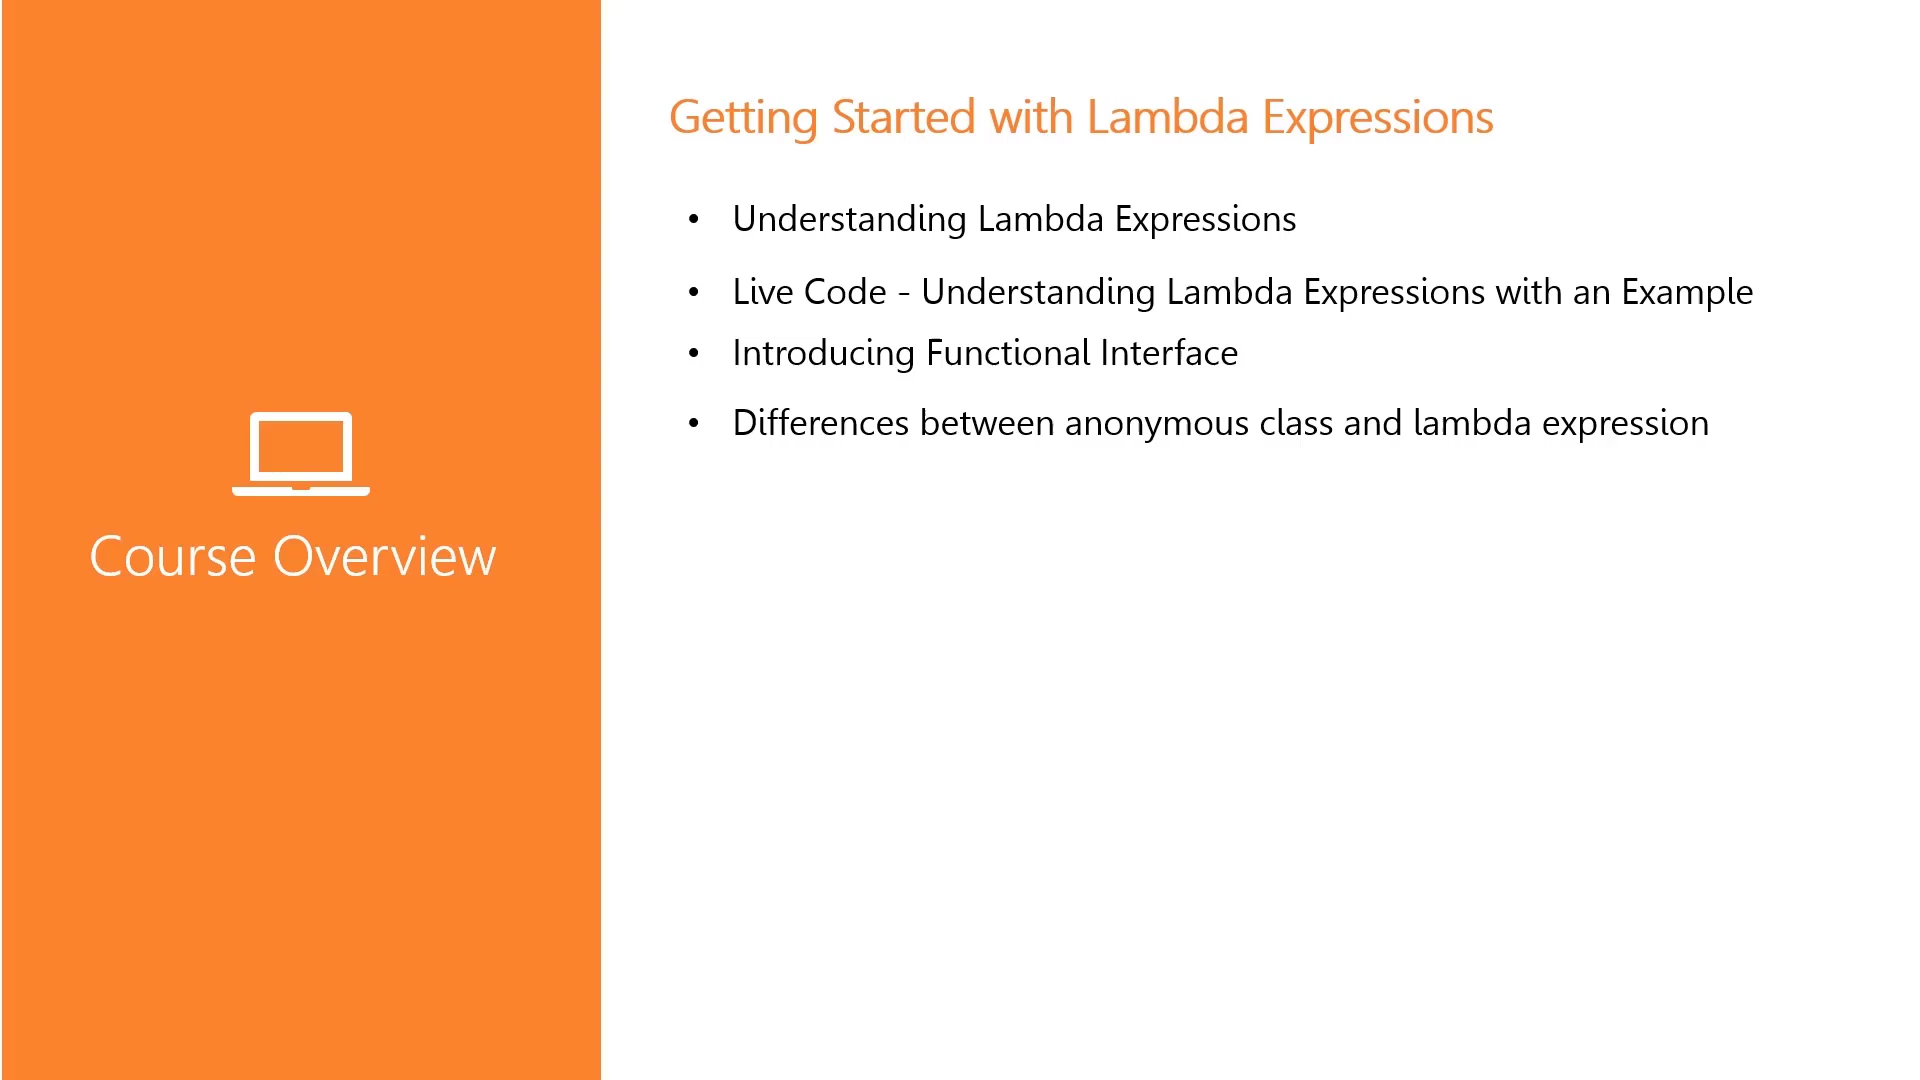 Course Overview
Getting Started with Lambda Expressions
• Understanding Lambda Expressions
• Live Code - Understanding Lambda Expressions with an Example
• Introducing Functional Interface
• Differences between anonymous class and lambda expression